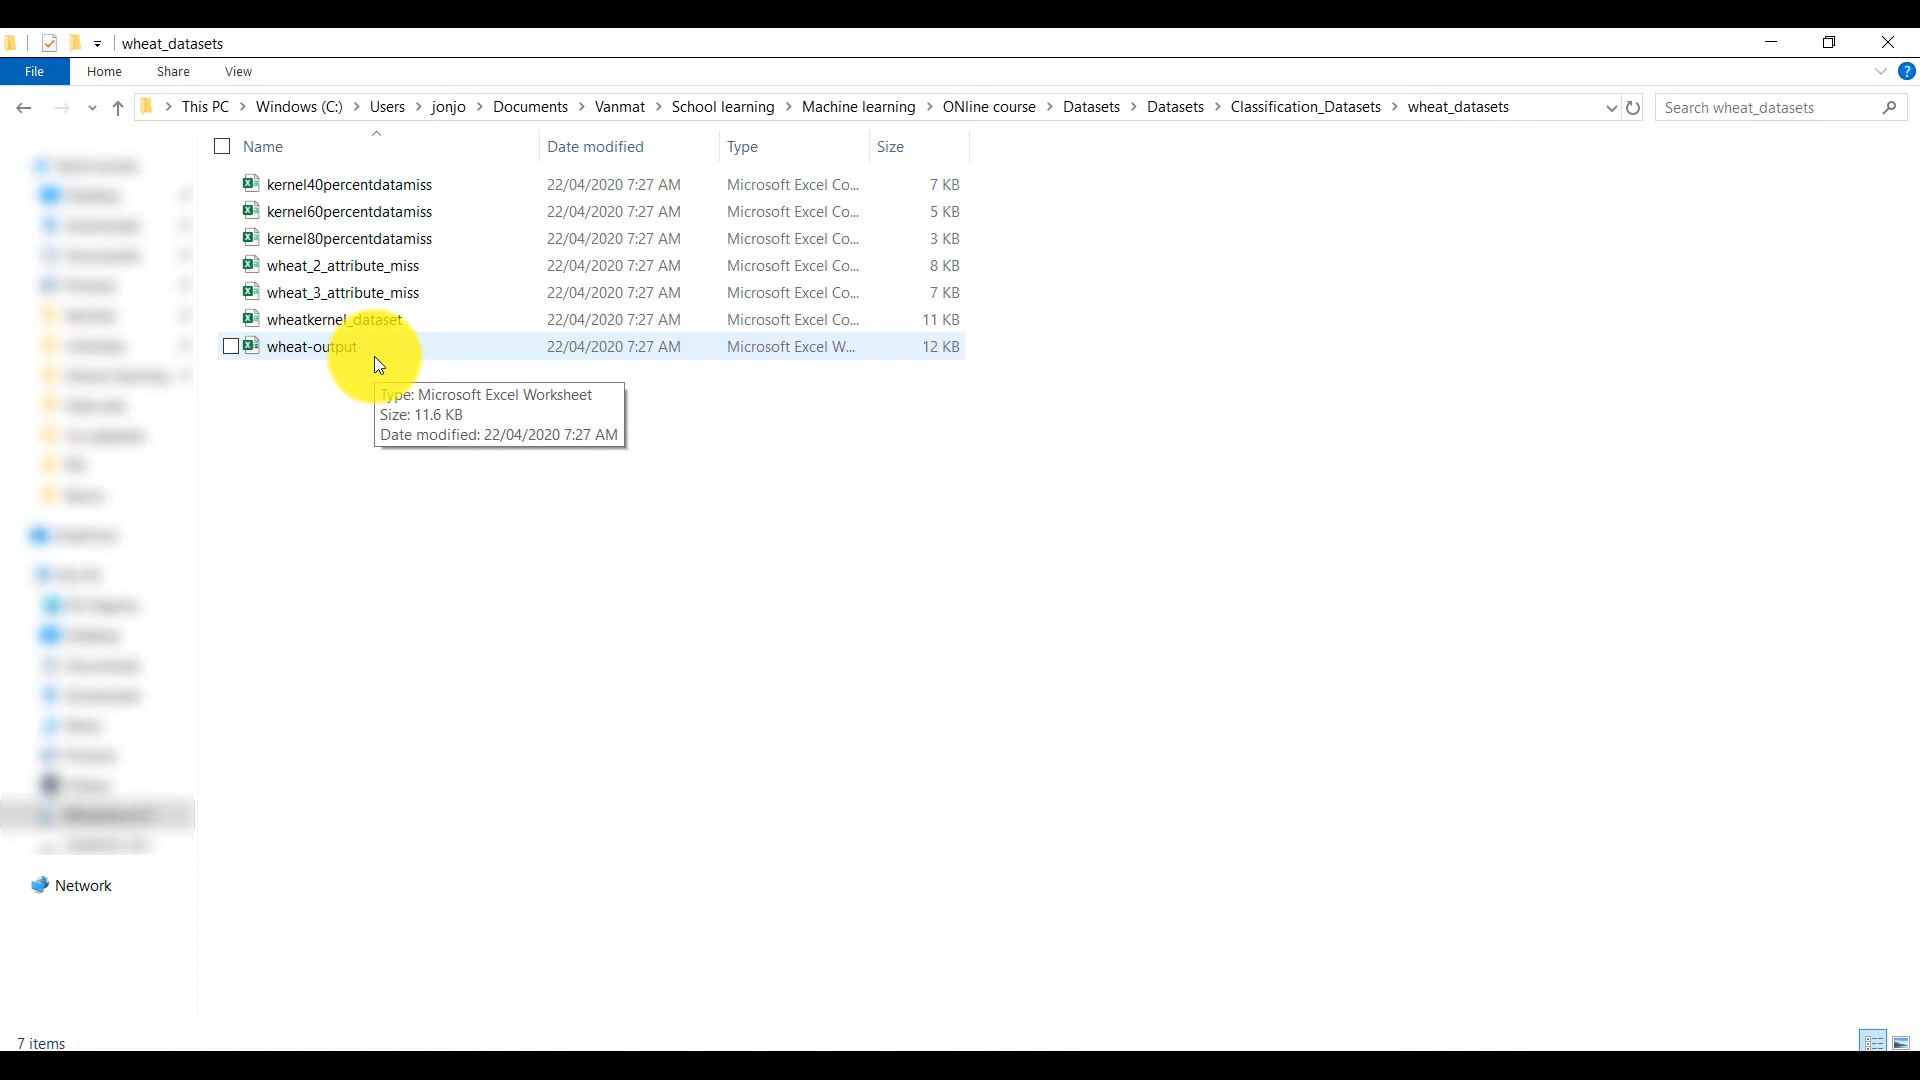 wheat_datasets
File Home Share View
This PC Windows (C:) Users jonjo Documents Vanmat School learning Machine learning ONline course Datasets Datasets Classification_Datasets wheat_datasets Search wheat_datasets
Name Date modified Type Size
kernel40percentdatamiss 22/04/2020 7:27 AM Microsoft Excel Co... 7 KB
kernel60percentdatamiss 22/04/2020 7:27 AM Microsoft Excel Co... 5 KB
kernel80percentdatamiss 22/04/2020 7:27 AM Microsoft Excel Co... 3 KB
wheat_2_attribute_miss 22/04/2020 7:27 AM Microsoft Excel Co... 8 KB
wheat_3_attribute_miss 22/04/2020 7:27 AM Microsoft Excel Co... 7 KB
wheatkernel_dataset 22/04/2020 7:27 AM Microsoft Excel Co... 11 KB
wheat-output 22/04/2020 7:27 AM Microsoft Excel W... 12 KB
Type: Microsoft Excel Worksheet
Size: 11.6 KB
Date modified: 22/04/2020 7:27 AM
Network
7 items